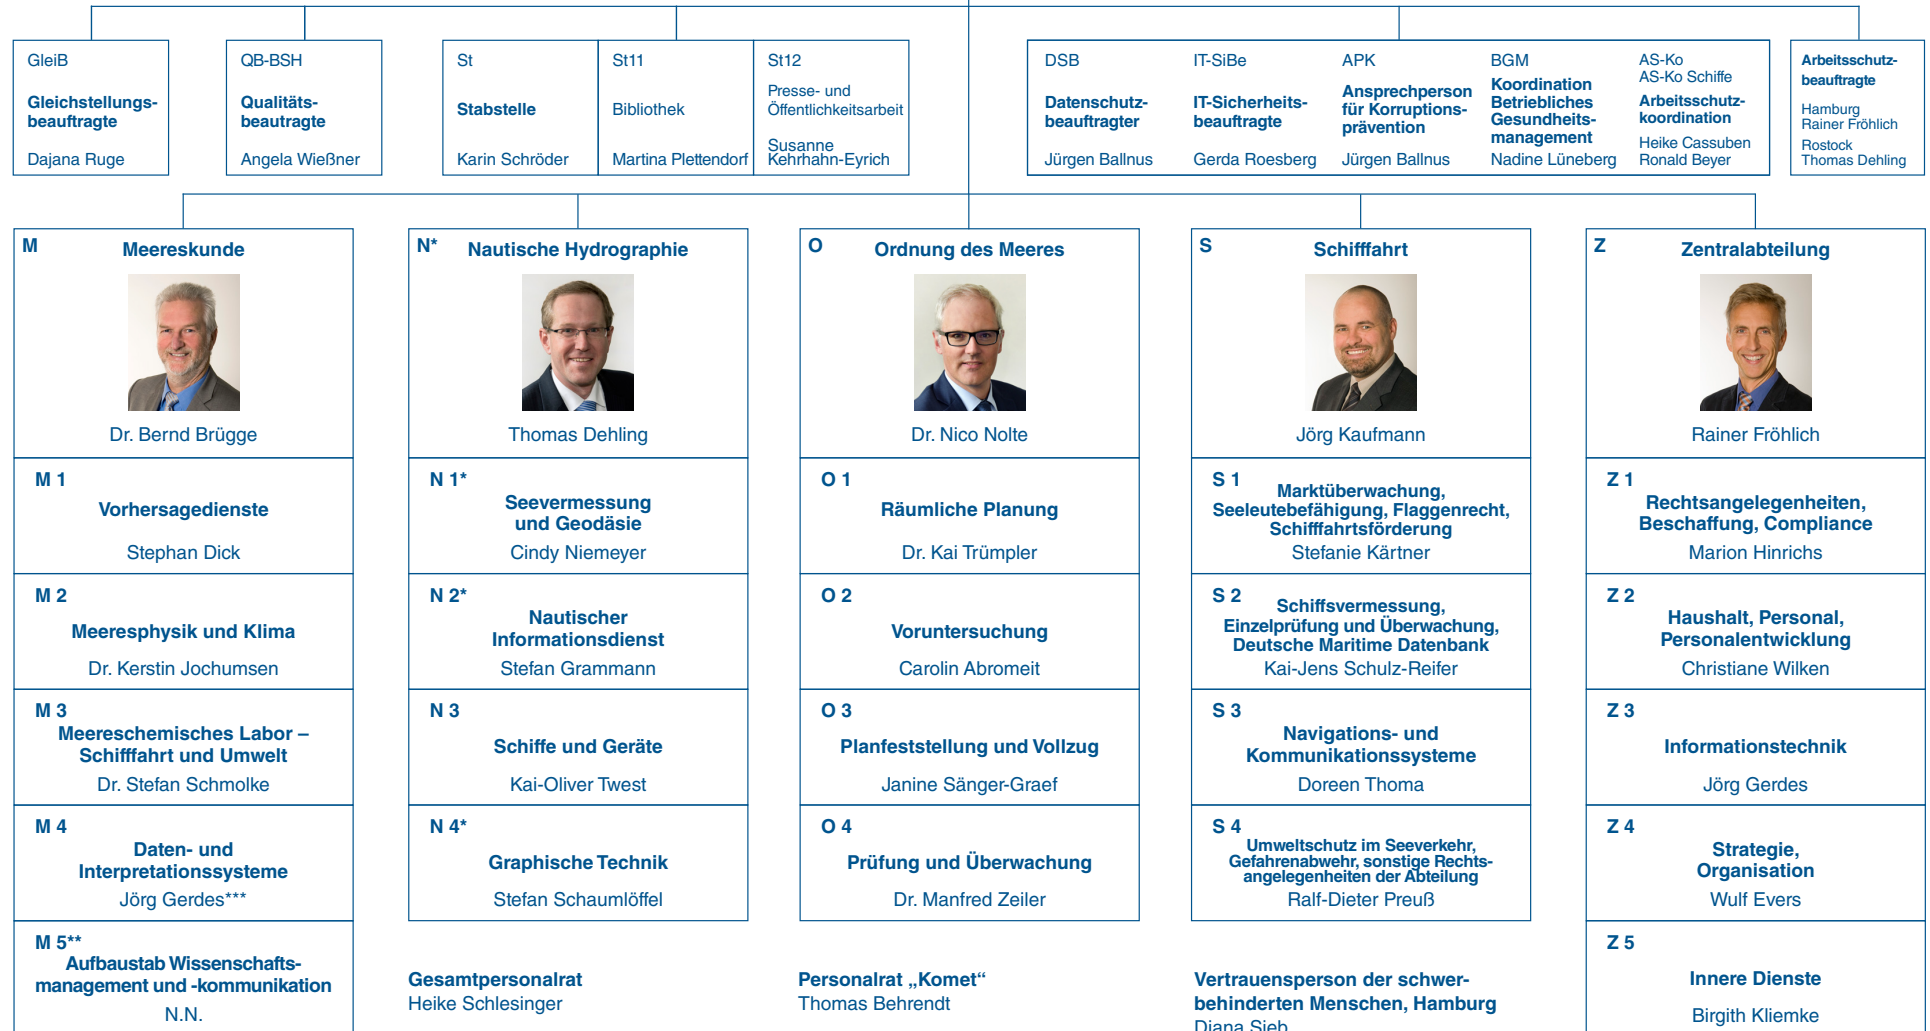 GleiB
Gleichstellungs-
beauftragte
Dajana Ruge
QB-BSH
Qualitäts-
beautragte
Angela Wießner
St
Stabstelle
Karin Schröder
St11
Bibliothek
Martina Plettendorf
St12
Presse- und
Öffentlichkeitsarbeit
Susanne
Kehrhahn-Eyrich
DSB
Datenschutz-
beauftragter
Jürgen Ballnus
IT-SiBe
IT-Sicherheits-
beauftragte
Gerda Roesberg
APK
Ansprechperson
für Korruptions-
prävention
Jürgen Ballnus
BGM
Koordination
Betriebliches
Gesundheits-
management
Nadine Lüneberg
AS-Ko
AS-Ko Schiffe
Arbeitsschutz-
koordination
Heike Cassuben
Ronald Beyer
Arbeitsschutz-
beauftragte
Hamburg
Rainer Fröhlich
Rostock
Thomas Dehling
M Meereskunde
Dr. Bernd Brügge
M 1
Vorhersagedienste
Stephan Dick
M 2
Meeresphysik und Klima
Dr. Kerstin Jochumsen
M 3
Meereschemisches Labor –
Schifffahrt und Umwelt
Dr. Stefan Schmolke
M 4
Daten- und
Interpretationssysteme
Jörg Gerdes***
M 5**
Aufbaustab Wissenschafts-
management und -kommunikation
N.N.
N* Nautische Hydrographie
Thomas Dehling
N 1*
Seevermessung
und Geodäsie
Cindy Niemeyer
N 2*
Nautischer
Informationsdienst
Stefan Grammann
N 3
Schiffe und Geräte
Kai-Oliver Twest
N 4*
Graphische Technik
Stefan Schaumlöffel
Gesamtpersonalrat
Heike Schlesinger
O Ordnung des Meeres
Dr. Nico Nolte
O 1
Räumliche Planung
Dr. Kai Trümpler
O 2
Voruntersuchung
Carolin Abromeit
O 3
Planfeststellung und Vollzug
Janine Sänger-Graef
O 4
Prüfung und Überwachung
Dr. Manfred Zeiler
Personalrat „Komet“
Thomas Behrendt
S Schifffahrt
Jörg Kaufmann
S 1
Marktüberwachung,
Seeleutebefähigung, Flaggenrecht,
Schifffahrtsförderung
Stefanie Kärtner
S 2
Schiffsvermessung,
Einzelprüfung und Überwachung,
Deutsche Maritime Datenbank
Kai-Jens Schulz-Reifer
S 3
Navigations- und
Kommunikationssysteme
Doreen Thoma
S 4
Umweltschutz im Seeverkehr,
Gefahrenabwehr, sonstige Rechts-
angelegenheiten der Abteilung
Ralf-Dieter Preuß
Vertrauensperson der schwer-
behinderten Menschen, Hamburg
Diana Sieb
Z Zentralabteilung
Rainer Fröhlich
Z 1
Rechtsangelegenheiten,
Beschaffung, Compliance
Marion Hinrichs
Z 2
Haushalt, Personal,
Personalentwicklung
Christiane Wilken
Z 3
Informationstechnik
Jörg Gerdes
Z 4
Strategie,
Organisation
Wulf Evers
Z 5
Innere Dienste
Birgith Kliemke